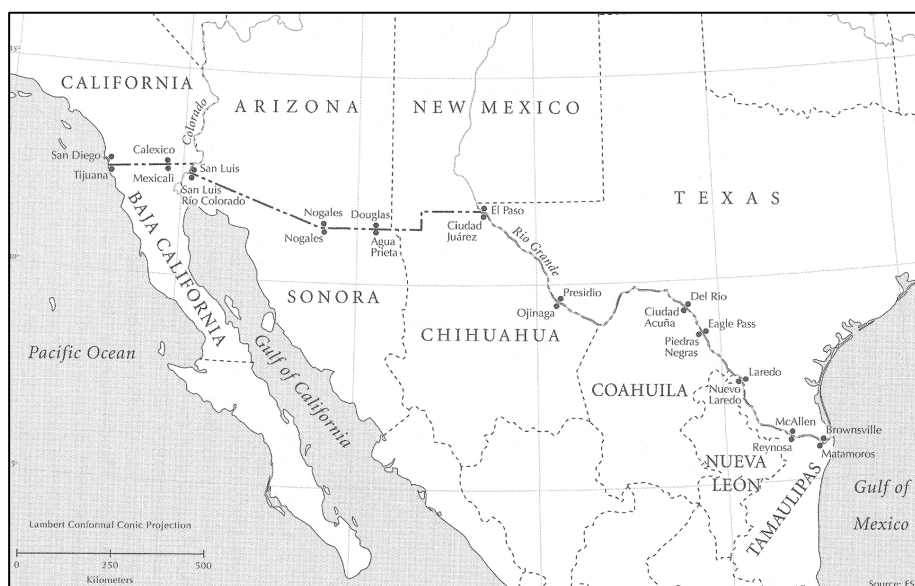 35°
CALIFORNIA
ARIZONA
NEW MEXICO
Colorado
San Diego
Calexico
San Luis
Tijuana
Mexicali
San Luis
Río Colorado
TEXAS
Nogales
Douglas
El Paso
Nogales
Agua
Prieta
Ciudad
Juárez
BAJA CALIFORNIA
Rio Grande
30°
SONORA
Presidio
Ojinaga
Del Rio
Ciudad
Acuña
CHIHUAHUA
Eagle Pass
Piedras
Negras
Pacific Ocean
Gulf of California
COAHUILA
Laredo
Nuevo
Laredo
McAllen
Brownsville
Reynosa
Matamoros
NUEVA
LEÓN
TAMAULIPAS
Gulf of
Mexico
Lambert Conformal Conic Projection
0
250
500
Kilometers